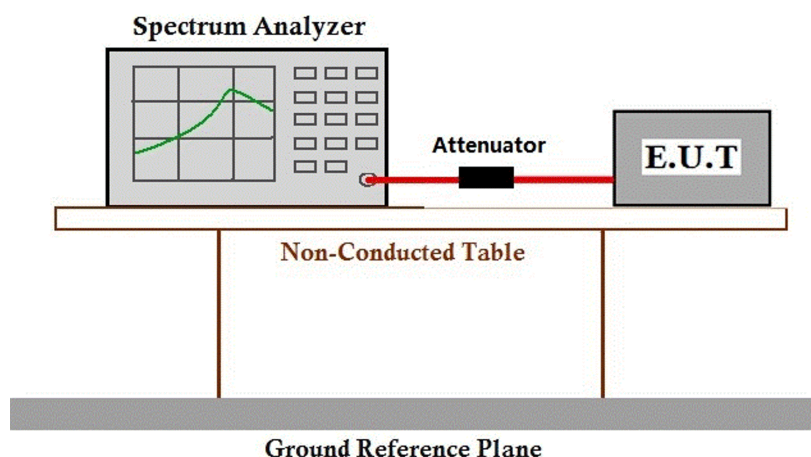 Spectrum Analyzer
Attenuator
E.U.T
Non-Conducted Table
Ground Reference Plane